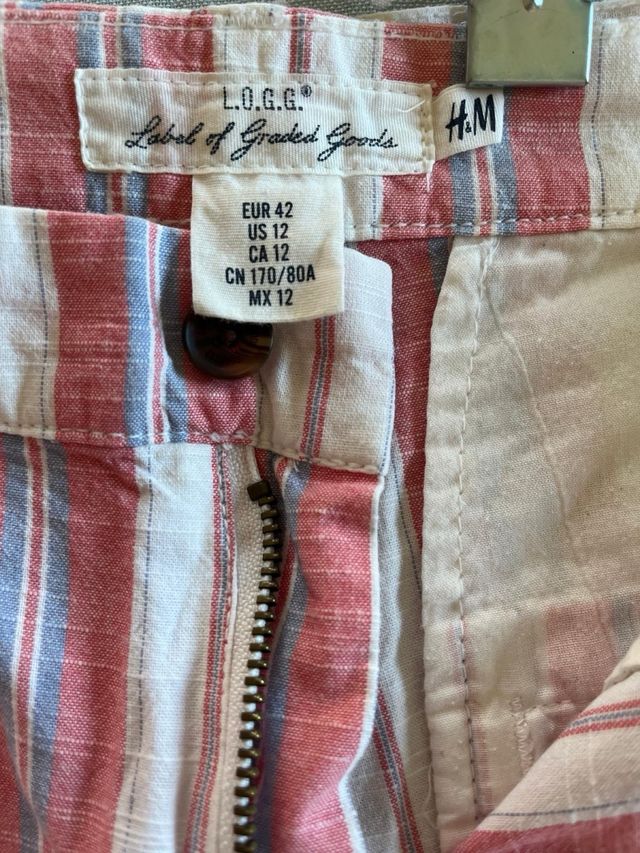 L.O.G.G.®
Label of Graded Goods
H&M
EUR 42
US 12
CA 12
CN 170/80A
MX 12